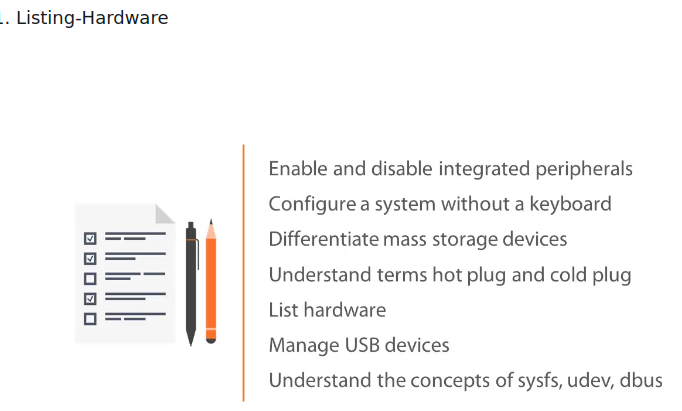 1. Listing-Hardware
Enable and disable integrated peripherals
Configure a system without a keyboard
Differentiate mass storage devices
Understand terms hot plug and cold plug
List hardware
Manage USB devices
Understand the concepts of sysfs, udev, dbus